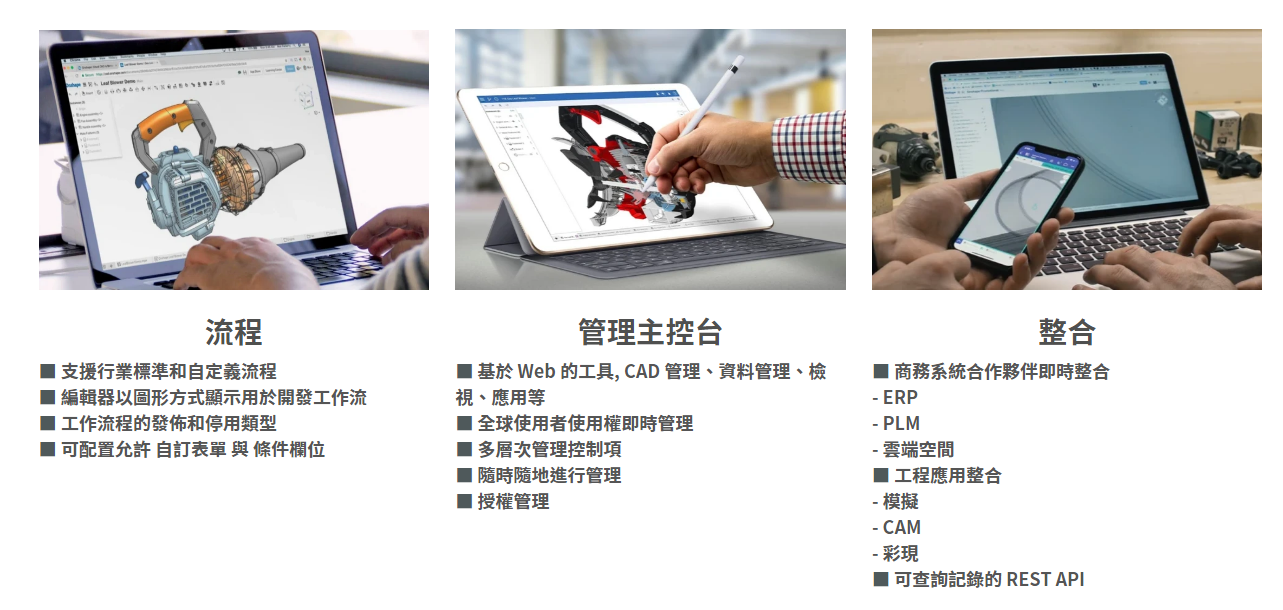 Leaf Blower Demo
流程
■ 支援行業標準和自定義流程
■ 編輯器以圖形方式顯示用於開發工作流
■ 工作流程的發佈和停用類型
■ 可配置允許 自訂表單 與 條件欄位
管理主控台
■ 基於 Web 的工具, CAD 管理、資料管理、檢
視、應用等
■ 全球使用者使用權即時管理
■ 多層次管理控制項
■ 隨時隨地進行管理
■ 授權管理
整合
■ 商務系統合作夥伴即時整合
- ERP
- PLM
- 雲端空間
■ 工程應用整合
- 模擬
- CAM
- 彩現
■ 可查詢記錄的 REST API